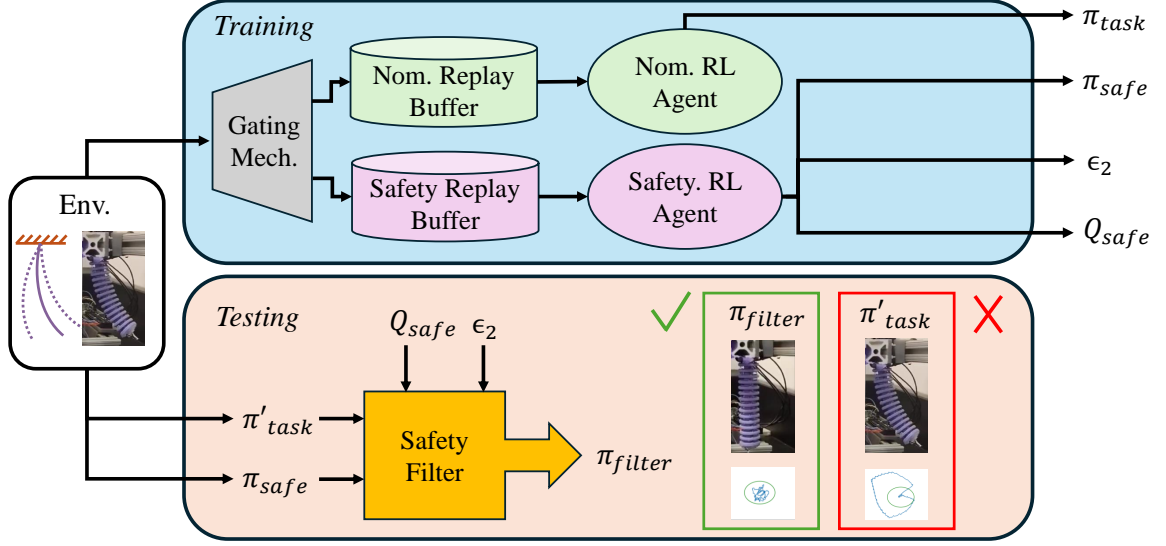 Training
Nom. Replay
Buffer
Nom. RL
Agent
π_task
π_safe
Gating
Mech.
Safety Replay
Buffer
Safety. RL
Agent
ϵ_2
Q_safe
Env.
Testing
Q_safe ϵ_2
π'_task
π_safe
Safety
Filter
π_filter
π_filter
π'_task